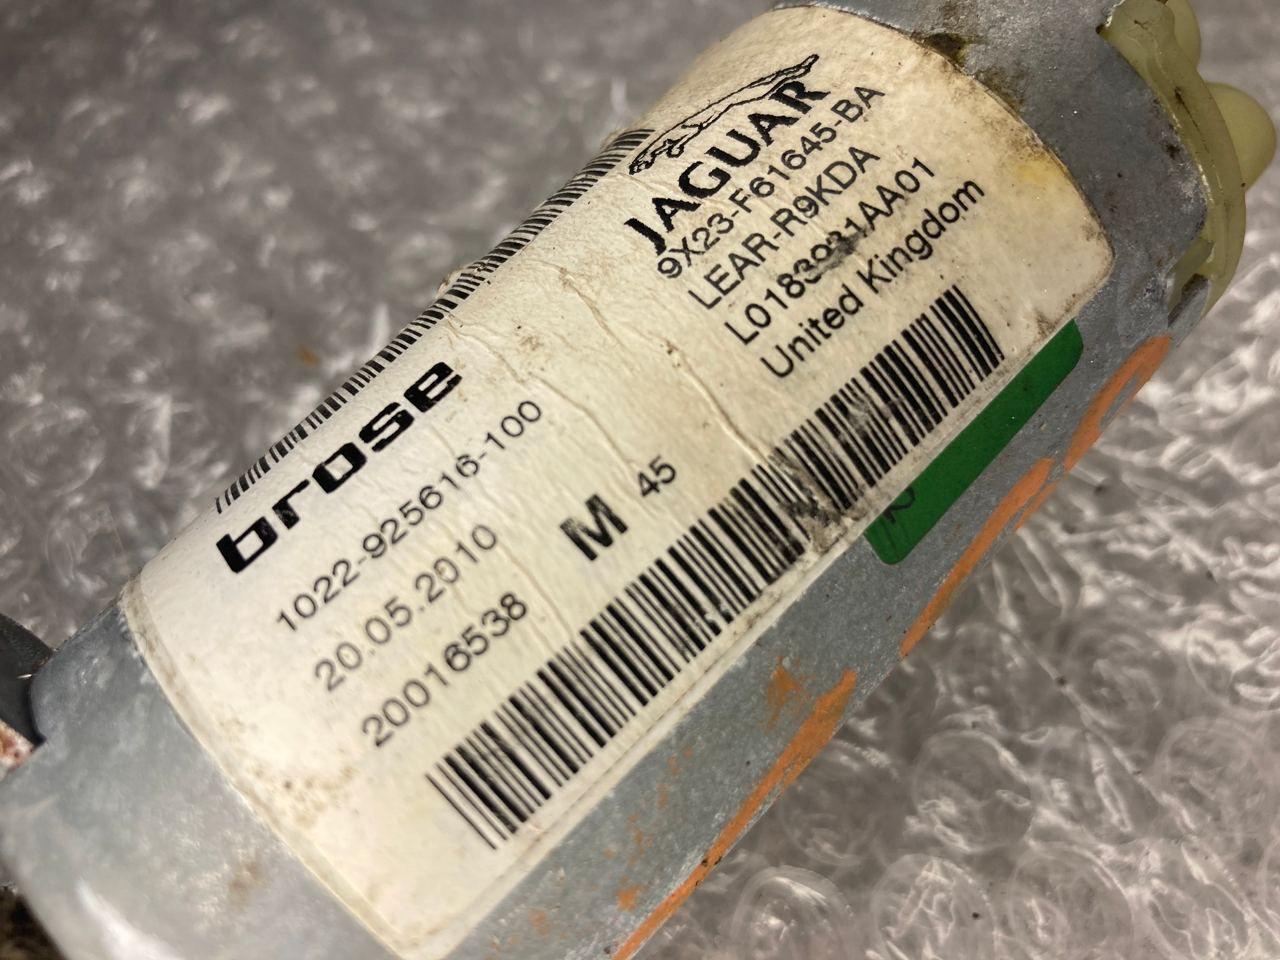 JAGUAR
9X23-F61645-BA
LEAR-R9KDA
United Kingdom
brose
1022-925616-100
20.05.2010
M 45
20016538
R